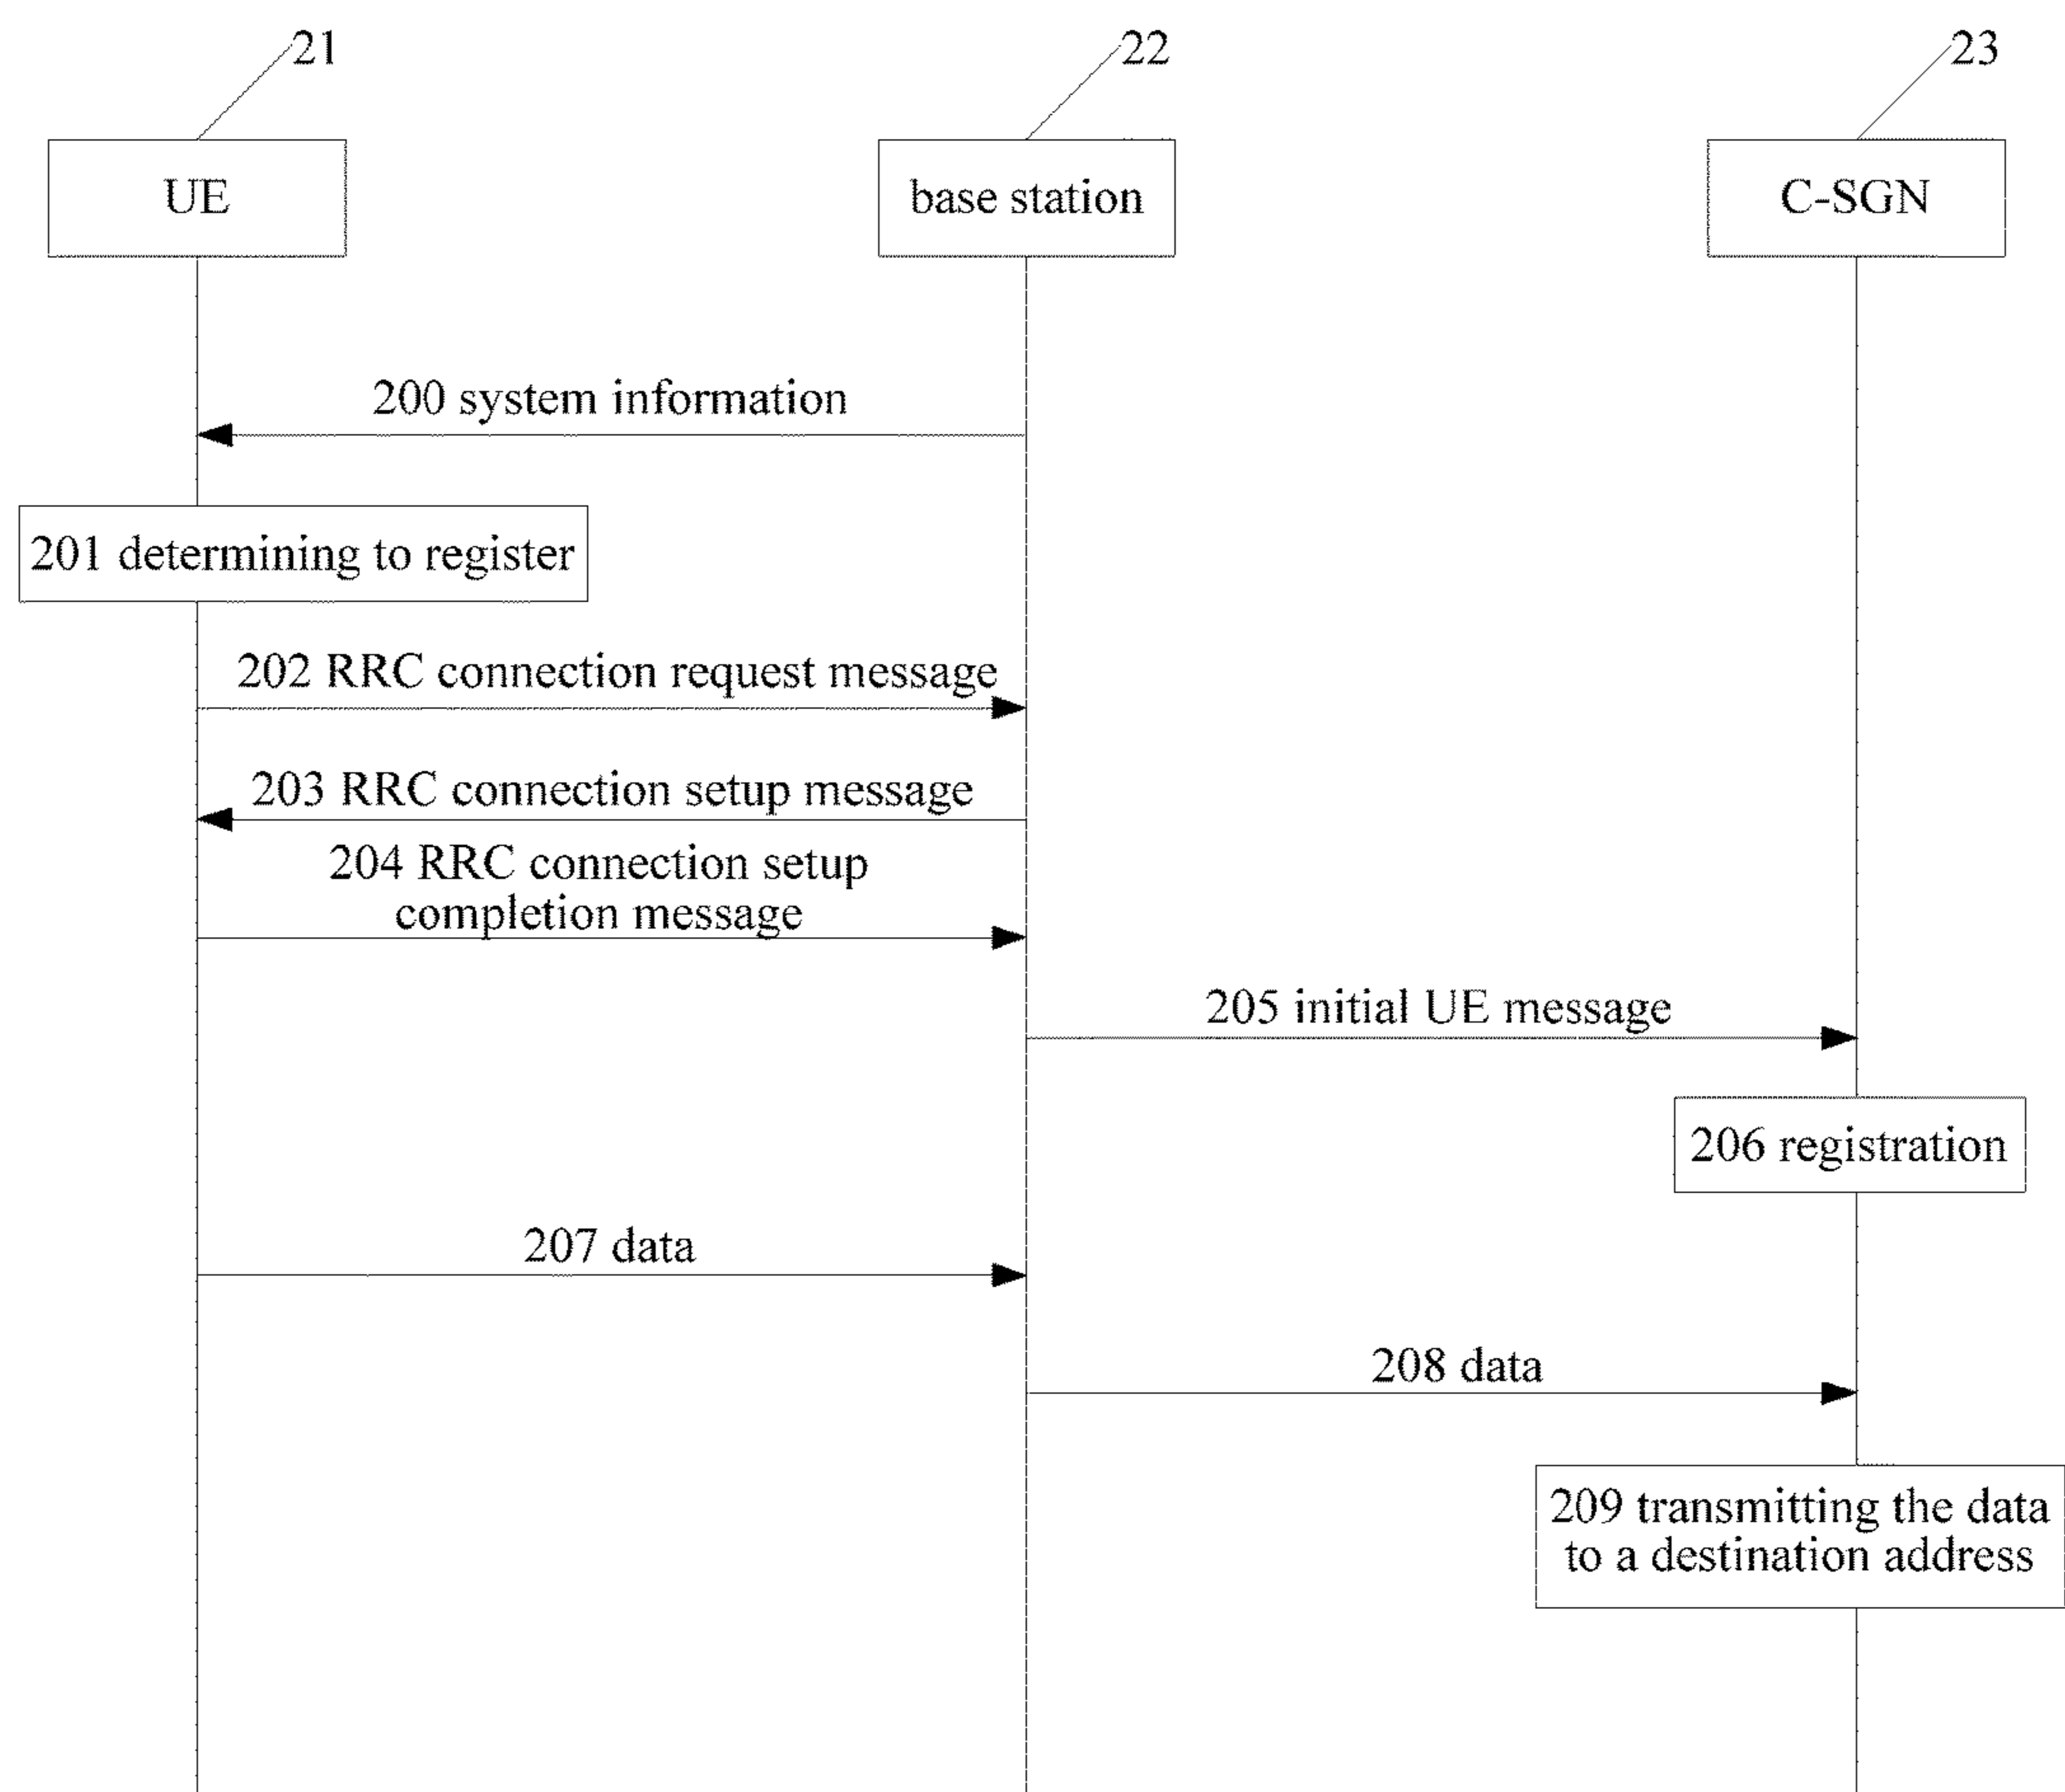 21
22
23
UE
base station
C-SGN
200 system information
201 determining to register
202 RRC connection request message
203 RRC connection setup message
204 RRC connection setup
completion message
205 initial UE message
206 registration
207 data
208 data
209 transmitting the data
to a destination address